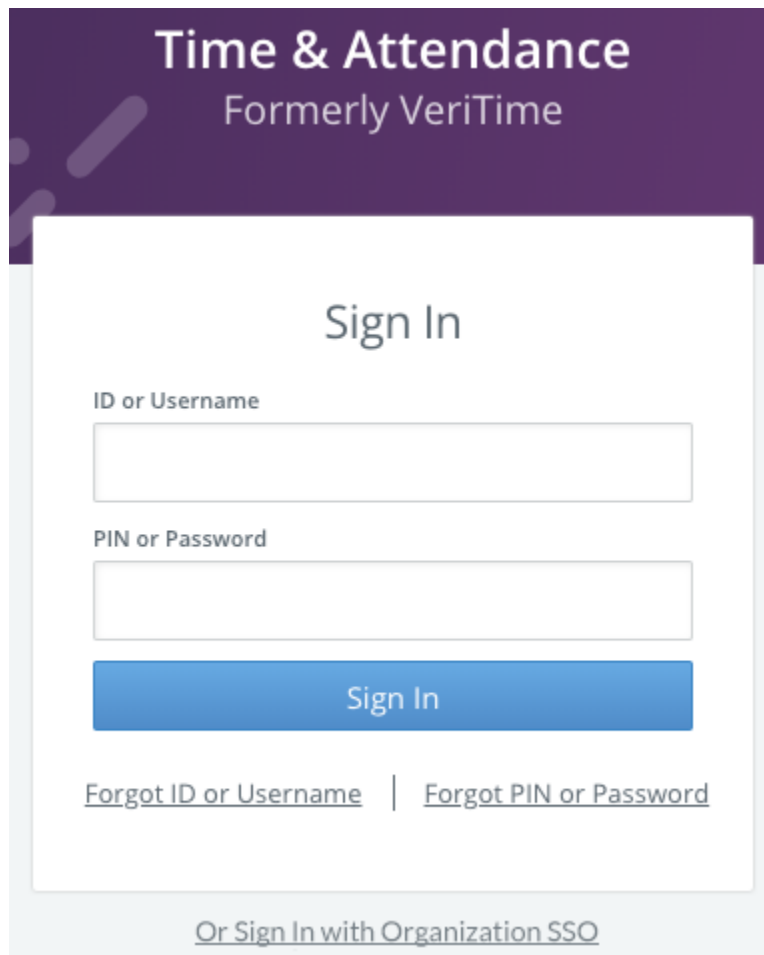 Time & Attendance
Formerly VeriTime
Sign In
ID or Username
PIN or Password
Sign In
Forgot ID or Username | Forgot PIN or Password
Or Sign In with Organization SSO